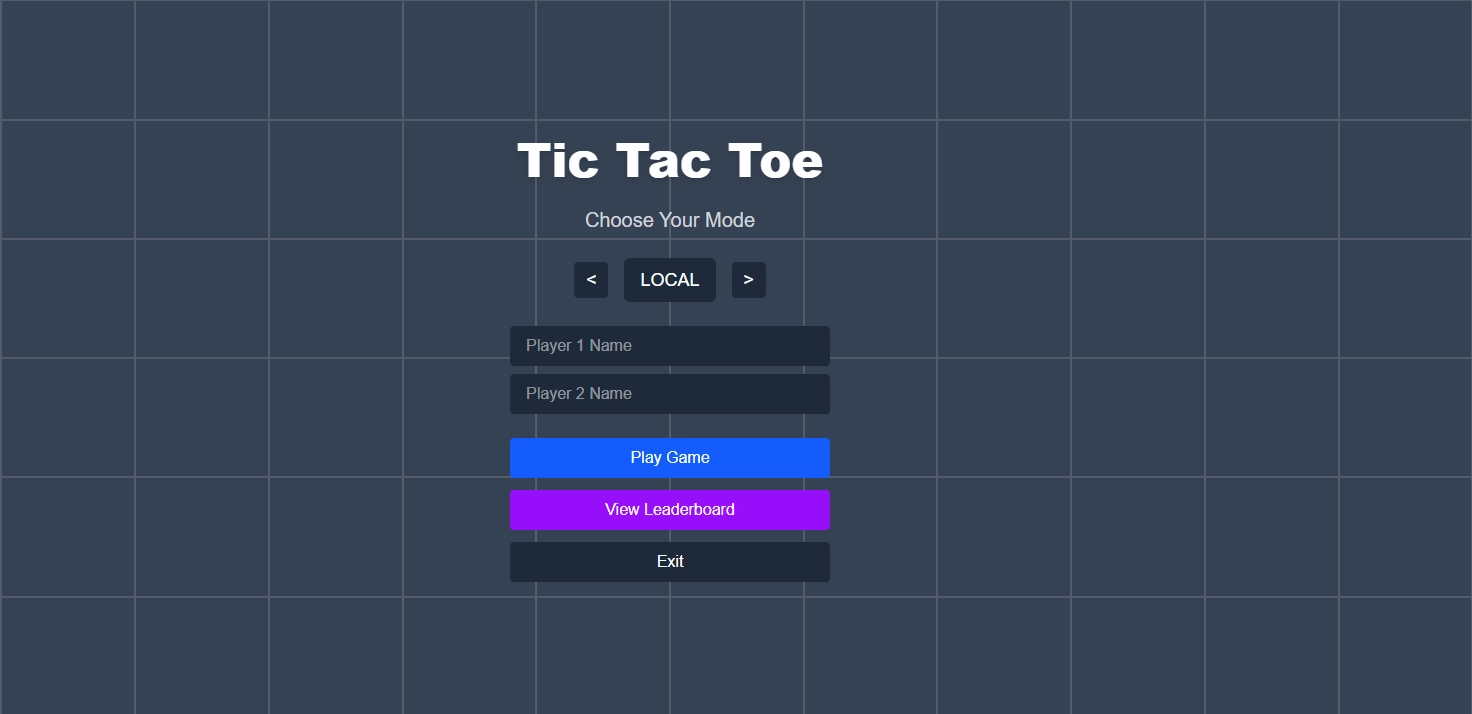 Tic Tac Toe
Choose Your Mode
< LOCAL >
Player 1 Name
Player 2 Name
Play Game
View Leaderboard
Exit